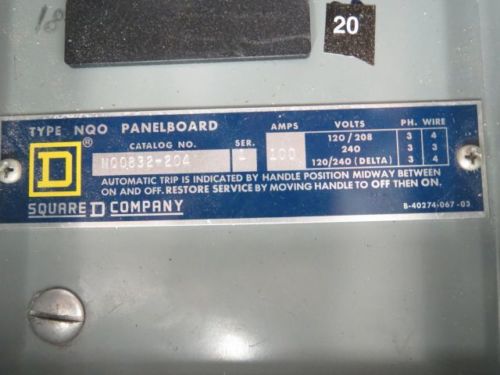 18
20
TYPE NQO PANELBOARD
CATALOG NO. SER. AMPS VOLTS PH. WIRE
NQO832-204 1 100 120/208 3 4
240 3 3
120/240 (DELTA) 3 4
AUTOMATIC TRIP IS INDICATED BY HANDLE POSITION MIDWAY BETWEEN
ON AND OFF. RESTORE SERVICE BY MOVING HANDLE TO OFF THEN ON.
D ®
SQUARE D COMPANY
B-40274-067-03